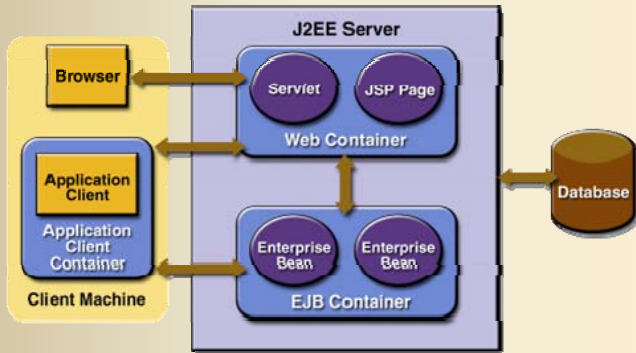 J2EE Server
Browser
Servlet
JSP Page
Web Container
Application
Client
Application
Client
Container
Client Machine
Enterprise
Bean
Enterprise
Bean
EJB Container
Database